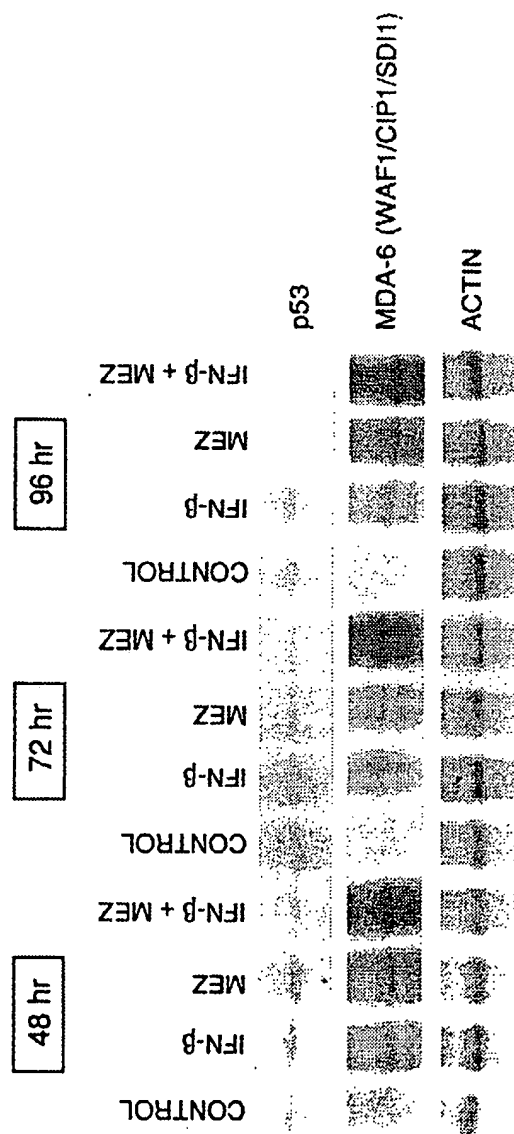 48 hr
72 hr
96 hr
CONTROL
IFN-β
MEZ
IFN-β + MEZ
CONTROL
IFN-β
MEZ
IFN-β + MEZ
CONTROL
IFN-β
MEZ
IFN-β + MEZ
p53
MDA-6 (WAF1/CIP1/SDI1)
ACTIN